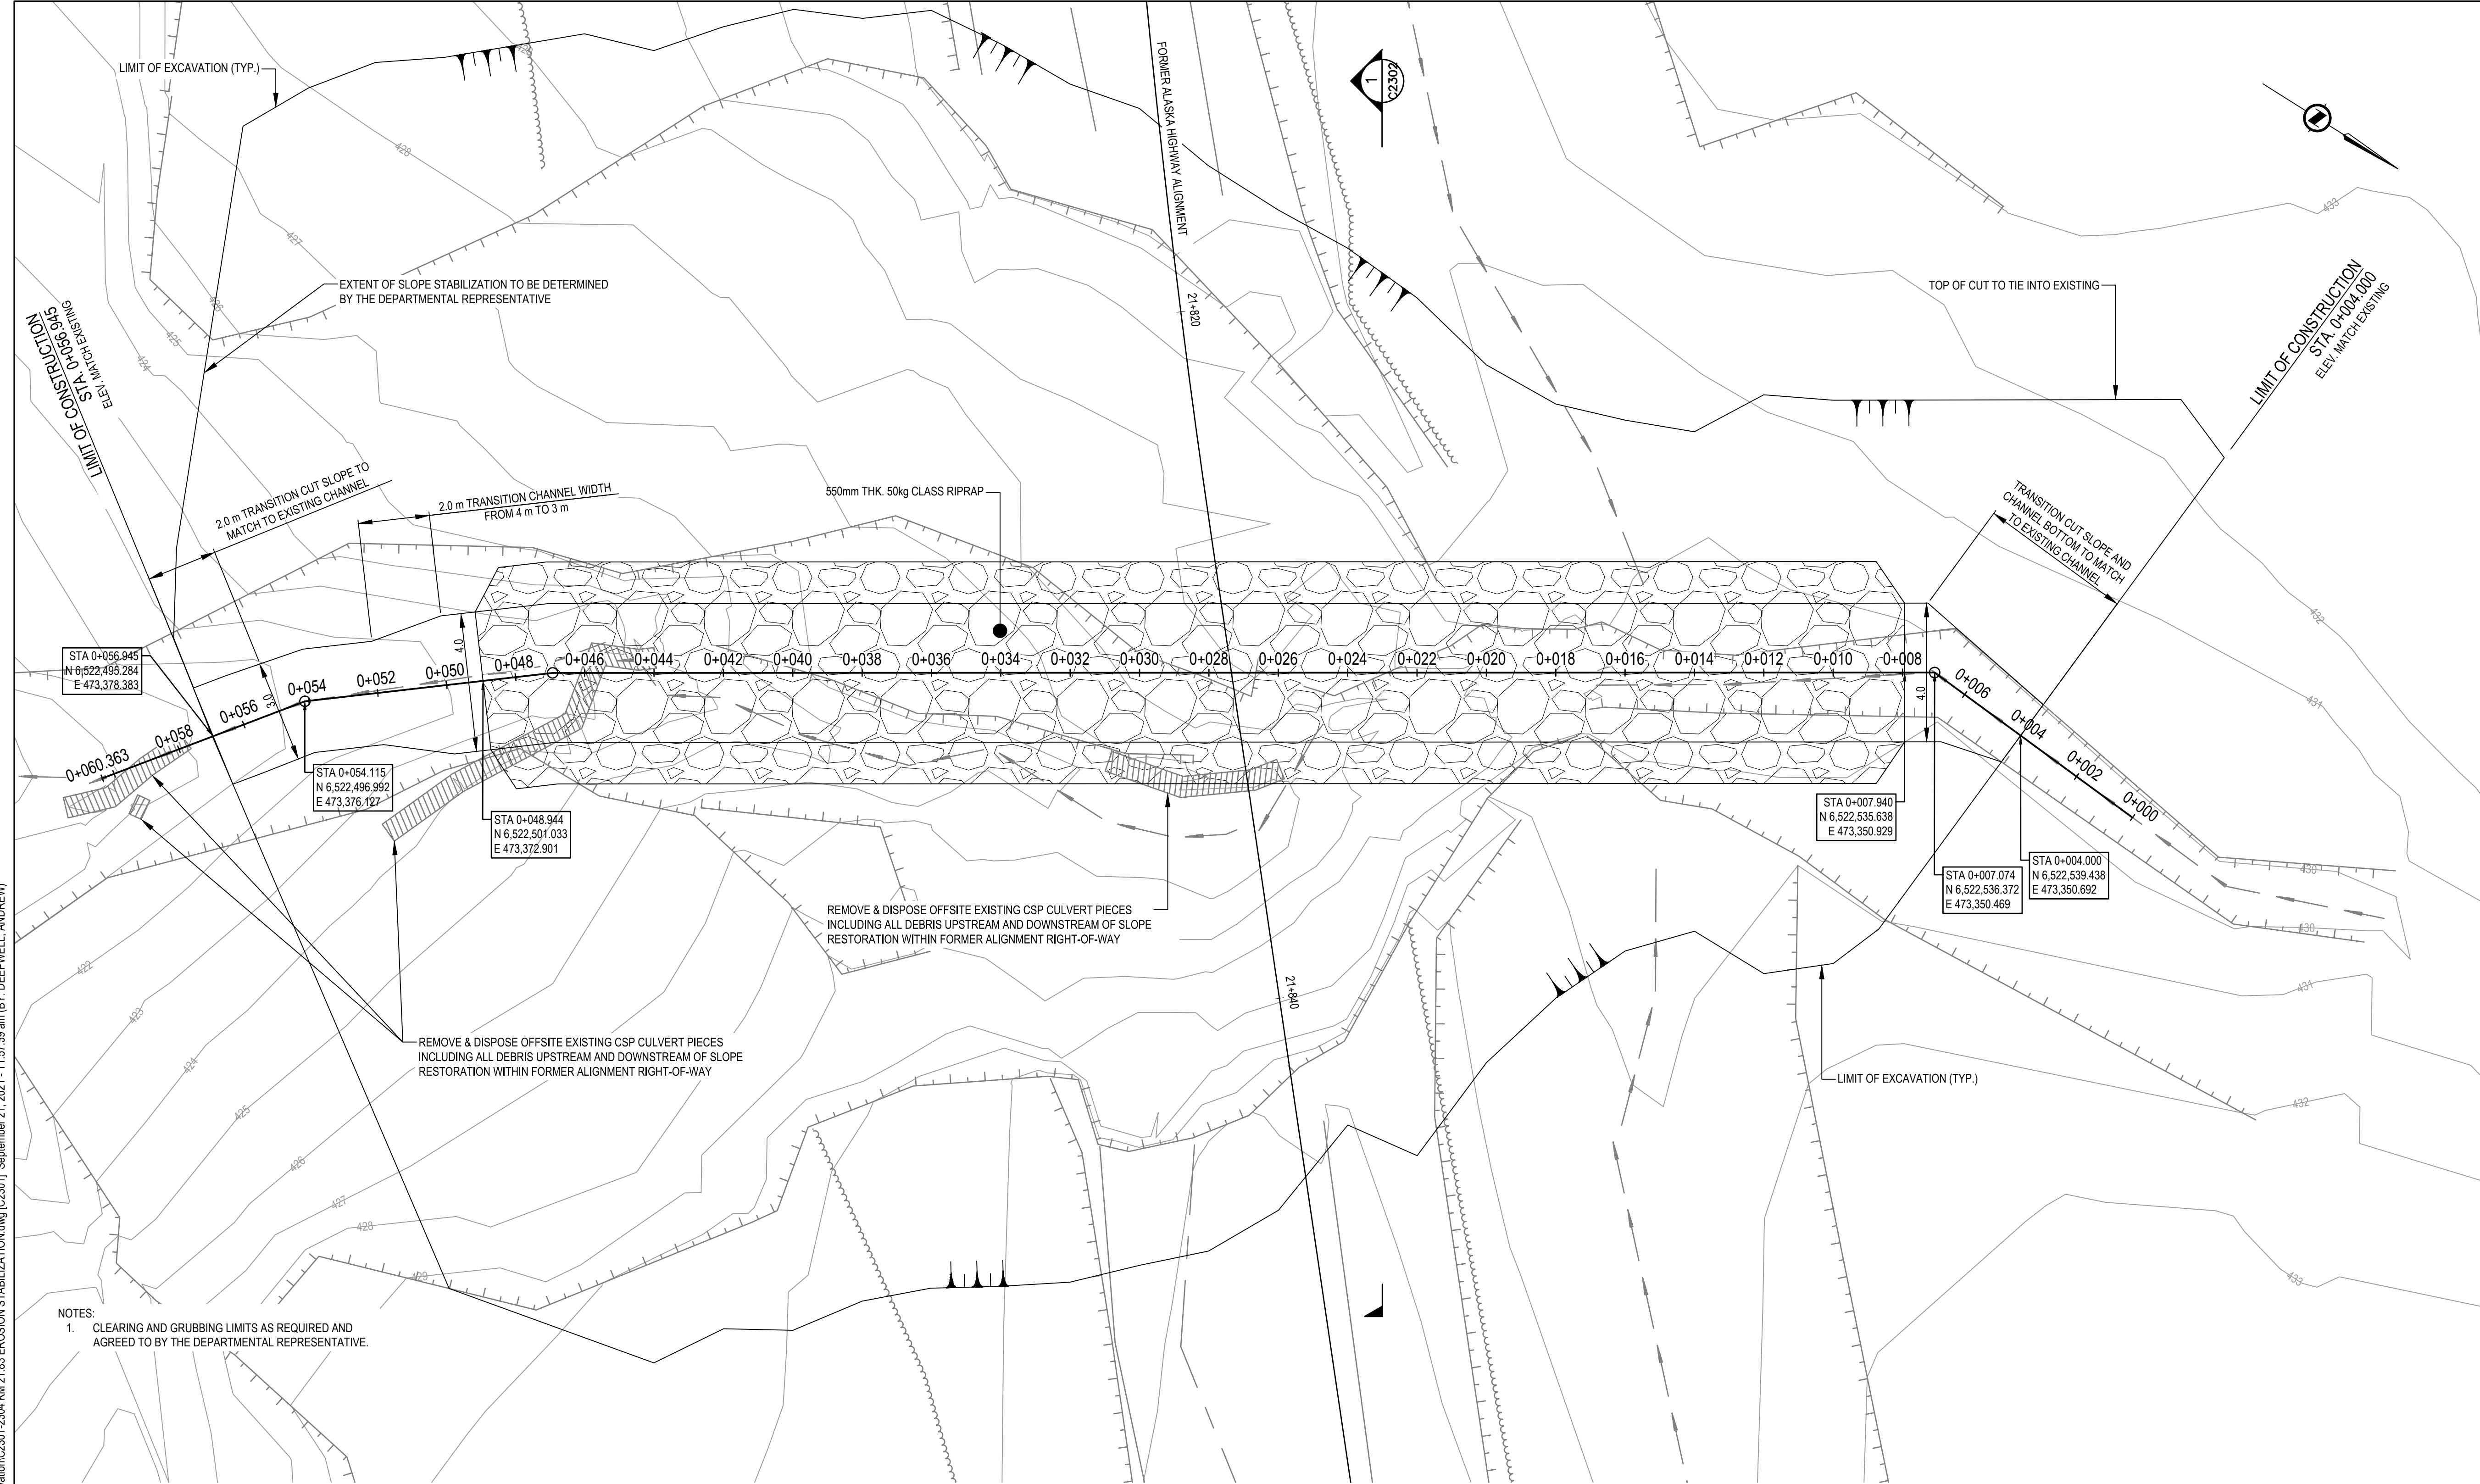 LIMIT OF EXCAVATION (TYP.)
FORMER ALASKA HIGHWAY ALIGNMENT
1
C2302
428
427
426
425
424
433
EXTENT OF SLOPE STABILIZATION TO BE DETERMINED
BY THE DEPARTMENTAL REPRESENTATIVE
TOP OF CUT TO TIE INTO EXISTING
21+820
LIMIT OF CONSTRUCTION
STA. 0+056.945
ELEV. MATCH EXISTING
LIMIT OF CONSTRUCTION
STA. 0+004.000
ELEV. MATCH EXISTING
2.0 m TRANSITION CUT SLOPE TO
MATCH TO EXISTING CHANNEL
2.0 m TRANSITION CHANNEL WIDTH
FROM 4 m TO 3 m
550mm THK. 50kg CLASS RIPRAP
TRANSITION CUT SLOPE AND
CHANNEL BOTTOM TO MATCH
TO EXISTING CHANNEL
432
431
STA 0+056.945
N 6,522,495.284
E 473,378.383
4.0
3.0
4.0
0+060.363
0+058
0+056
0+054
0+052
0+050
0+048
0+046
0+044
0+042
0+040
0+038
0+036
0+034
0+032
0+030
0+028
0+026
0+024
0+022
0+020
0+018
0+016
0+014
0+012
0+010
0+008
0+006
0+004
0+002
0+000
STA 0+054.115
N 6,522,496.992
E 473,376.127
STA 0+048.944
N 6,522,501.033
E 473,372.901
STA 0+007.940
N 6,522,535.638
E 473,350.929
STA 0+007.074
N 6,522,536.372
E 473,350.469
STA 0+004.000
N 6,522,539.438
E 473,350.692
430
430
431
432
433
REMOVE & DISPOSE OFFSITE EXISTING CSP CULVERT PIECES
INCLUDING ALL DEBRIS UPSTREAM AND DOWNSTREAM OF SLOPE
RESTORATION WITHIN FORMER ALIGNMENT RIGHT-OF-WAY
21+840
REMOVE & DISPOSE OFFSITE EXISTING CSP CULVERT PIECES
INCLUDING ALL DEBRIS UPSTREAM AND DOWNSTREAM OF SLOPE
RESTORATION WITHIN FORMER ALIGNMENT RIGHT-OF-WAY
LIMIT OF EXCAVATION (TYP.)
422
423
424
425
426
427
428
429
NOTES:
1. CLEARING AND GRUBBING LIMITS AS REQUIRED AND
AGREED TO BY THE DEPARTMENTAL REPRESENTATIVE.